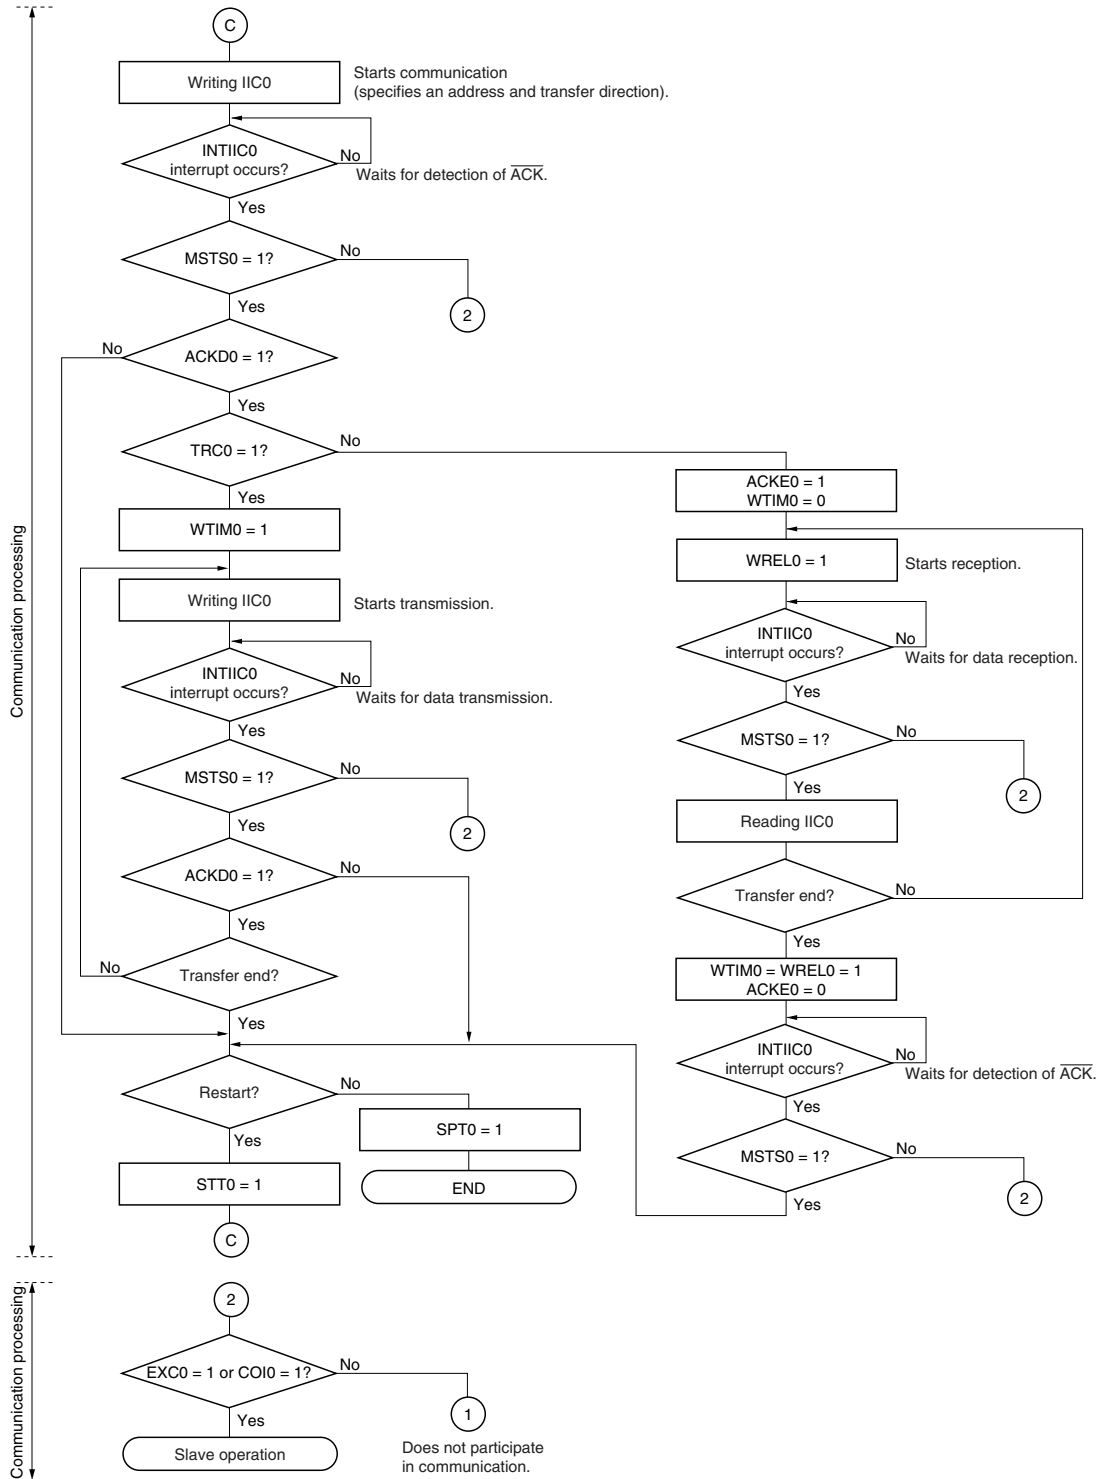 C
Writing IIC0
Starts communication
(specifies an address and transfer direction).
INTIIC0
interrupt occurs?
No
Waits for detection of ACK.
Yes
MSTS0 = 1?
No
2
Yes
ACKD0 = 1?
No
Yes
TRC0 = 1?
No
Yes
WTIM0 = 1
Writing IIC0
Starts transmission.
INTIIC0
interrupt occurs?
No
Waits for data transmission.
Yes
MSTS0 = 1?
No
2
Yes
ACKD0 = 1?
No
Yes
Transfer end?
No
Yes
Restart?
No
SPT0 = 1
END
Yes
STT0 = 1
C
ACKE0 = 1
WTIM0 = 0
WREL0 = 1
Starts reception.
INTIIC0
interrupt occurs?
No
Waits for data reception.
Yes
MSTS0 = 1?
No
2
Yes
Reading IIC0
Transfer end?
No
Yes
WTIM0 = WREL0 = 1
ACKE0 = 0
INTIIC0
interrupt occurs?
No
Waits for detection of ACK.
Yes
MSTS0 = 1?
No
2
Yes
Communication processing
2
EXC0 = 1 or COI0 = 1?
No
1
Does not participate
in communication.
Yes
Slave operation
Communication processing